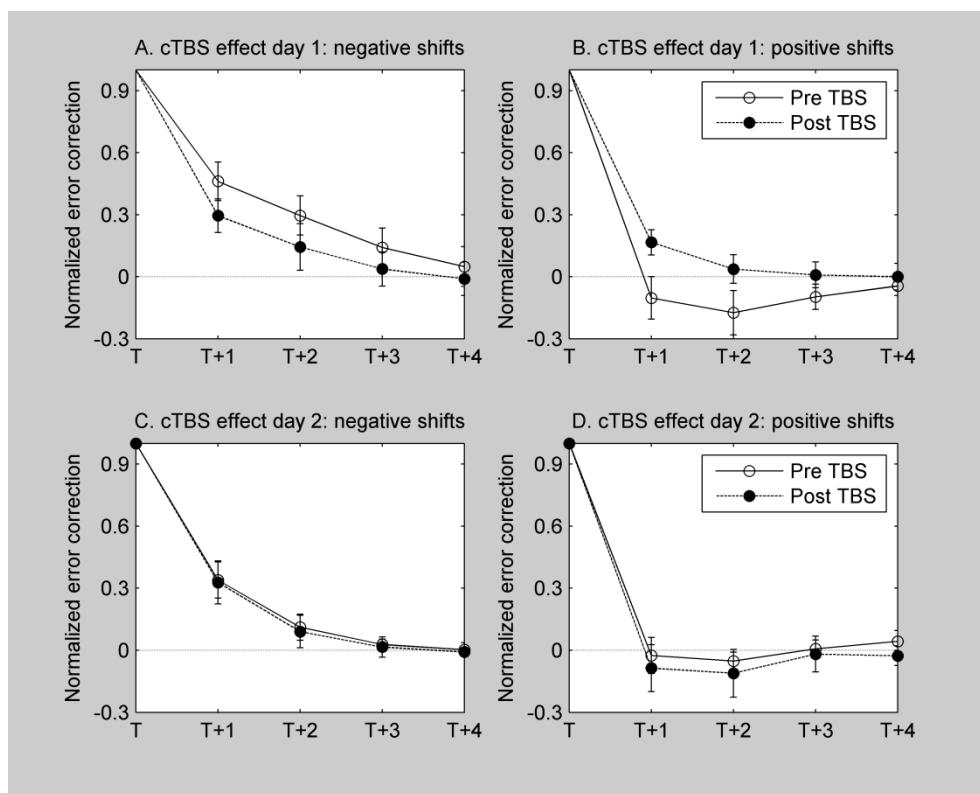 A. cTBS effect day 1: negative shifts
Normalized error correction
0.9
0.6
0.3
0
-0.3
T T+1 T+2 T+3 T+4
B. cTBS effect day 1: positive shifts
Pre TBS
Post TBS
Normalized error correction
0.9
0.6
0.3
0
-0.3
T T+1 T+2 T+3 T+4
C. cTBS effect day 2: negative shifts
Normalized error correction
0.9
0.6
0.3
0
-0.3
T T+1 T+2 T+3 T+4
D. cTBS effect day 2: positive shifts
Pre TBS
Post TBS
Normalized error correction
0.9
0.6
0.3
0
-0.3
T T+1 T+2 T+3 T+4